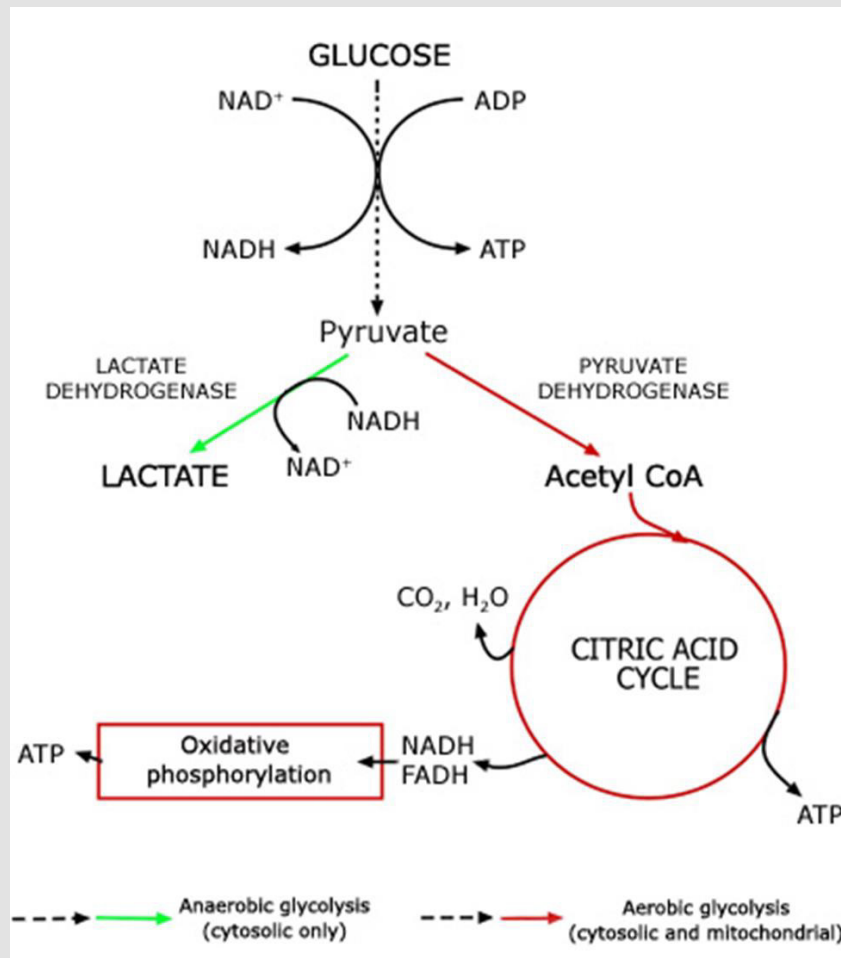 GLUCOSE
NAD⁺
ADP
NADH
ATP
Pyruvate
LACTATE
DEHYDROGENASE
PYRUVATE
DEHYDROGENASE
NADH
NAD⁺
LACTATE
Acetyl CoA
CO₂, H₂O
CITRIC ACID
CYCLE
ATP
Oxidative
phosphorylation
NADH
FADH
ATP
Anaerobic glycolysis
(cytosolic only)
Aerobic glycolysis
(cytosolic and mitochondrial)